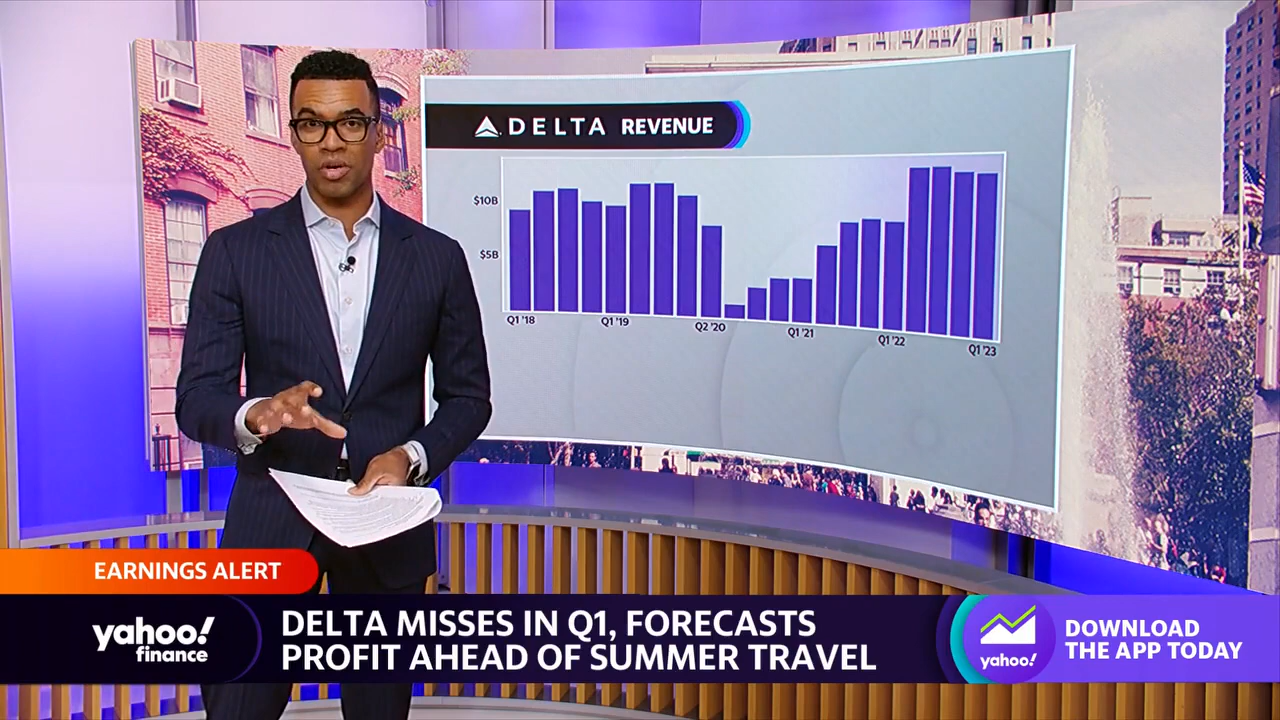 DELTA REVENUE
$10B
$5B
Q1 '18
Q1 '19
Q2 '20
Q1 '21
Q1 '22
Q1 '23
EARNINGS ALERT
yahoo!
finance
DELTA MISSES IN Q1, FORECASTS
PROFIT AHEAD OF SUMMER TRAVEL
yahoo!
DOWNLOAD
THE APP TODAY